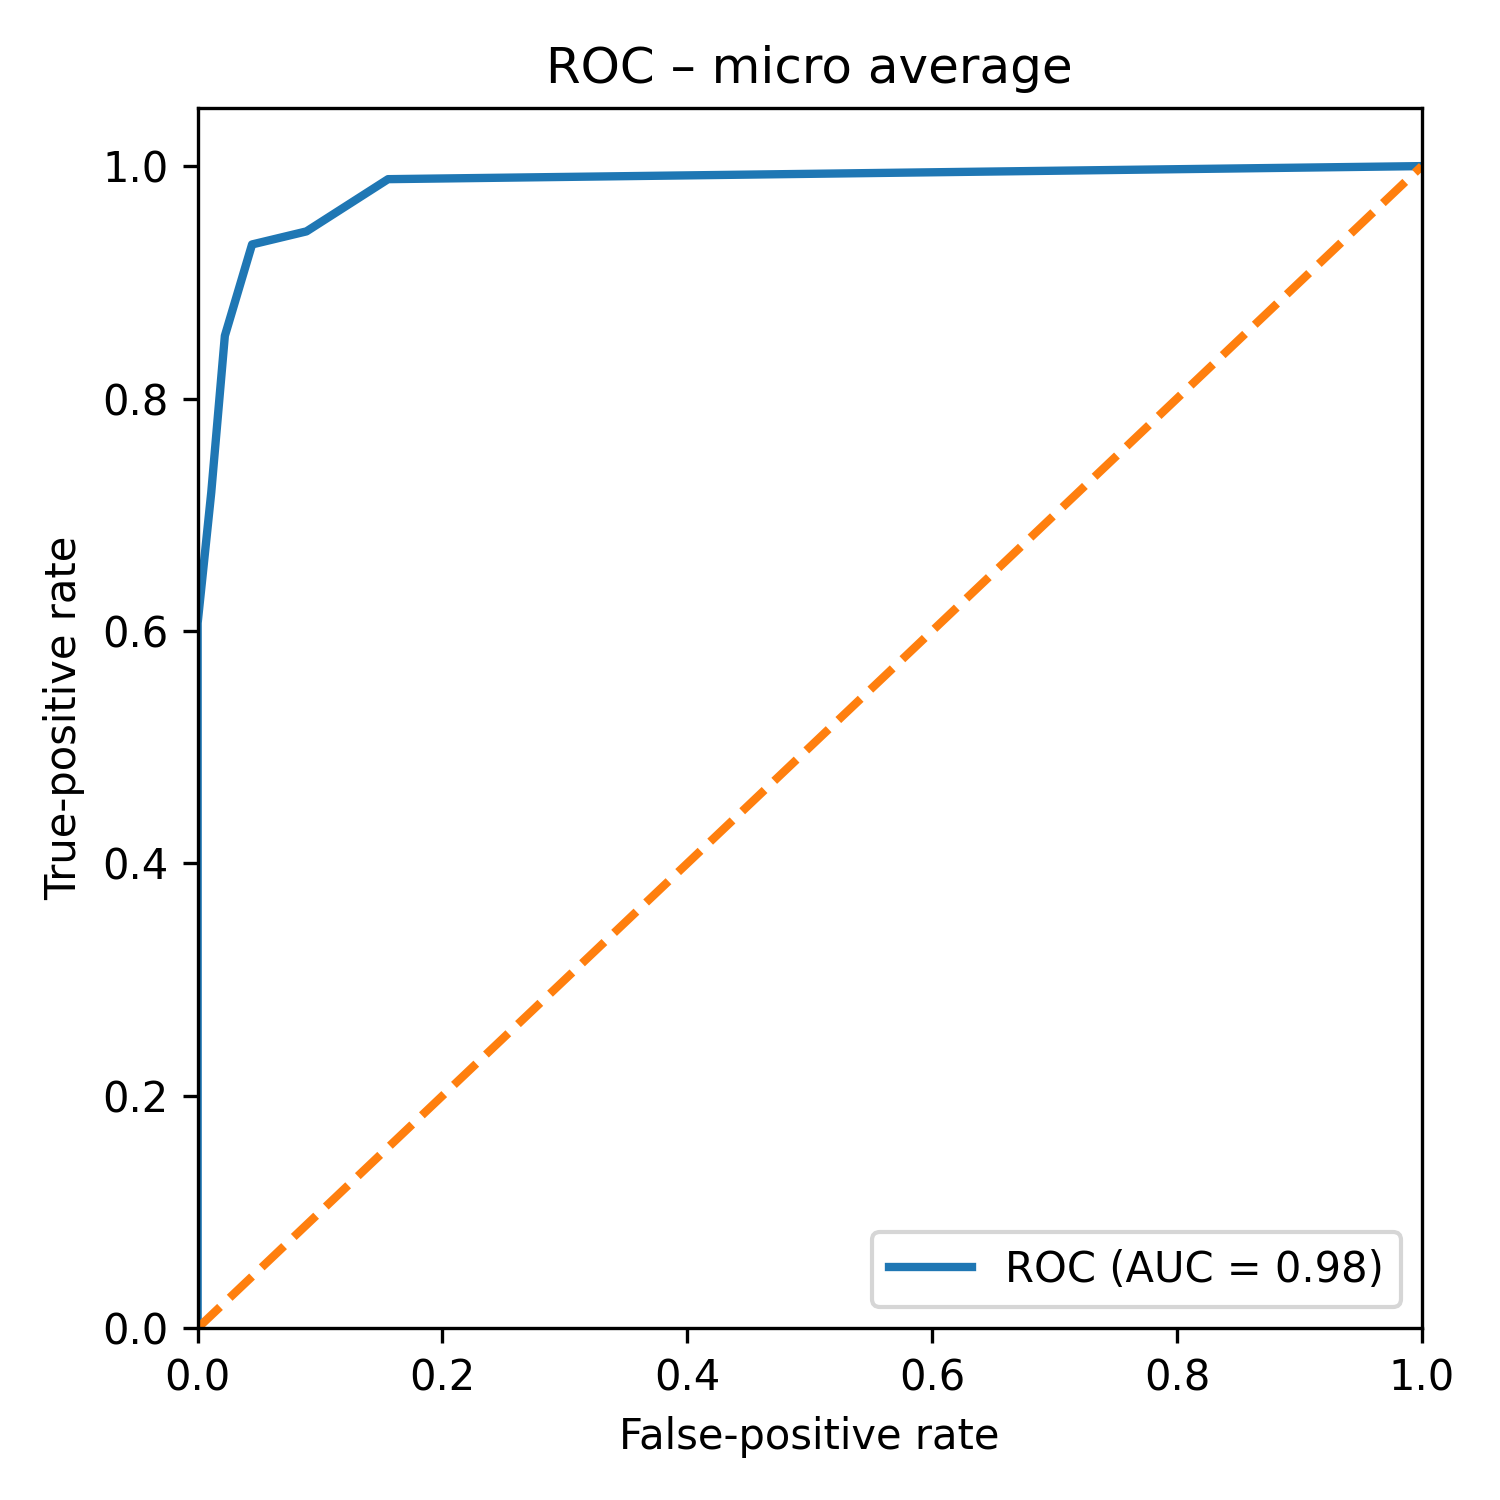 ROC – micro average
True-positive rate
1.0
0.8
0.6
0.4
0.2
0.0
ROC (AUC = 0.98)
0.0 0.2 0.4 0.6 0.8 1.0
False-positive rate